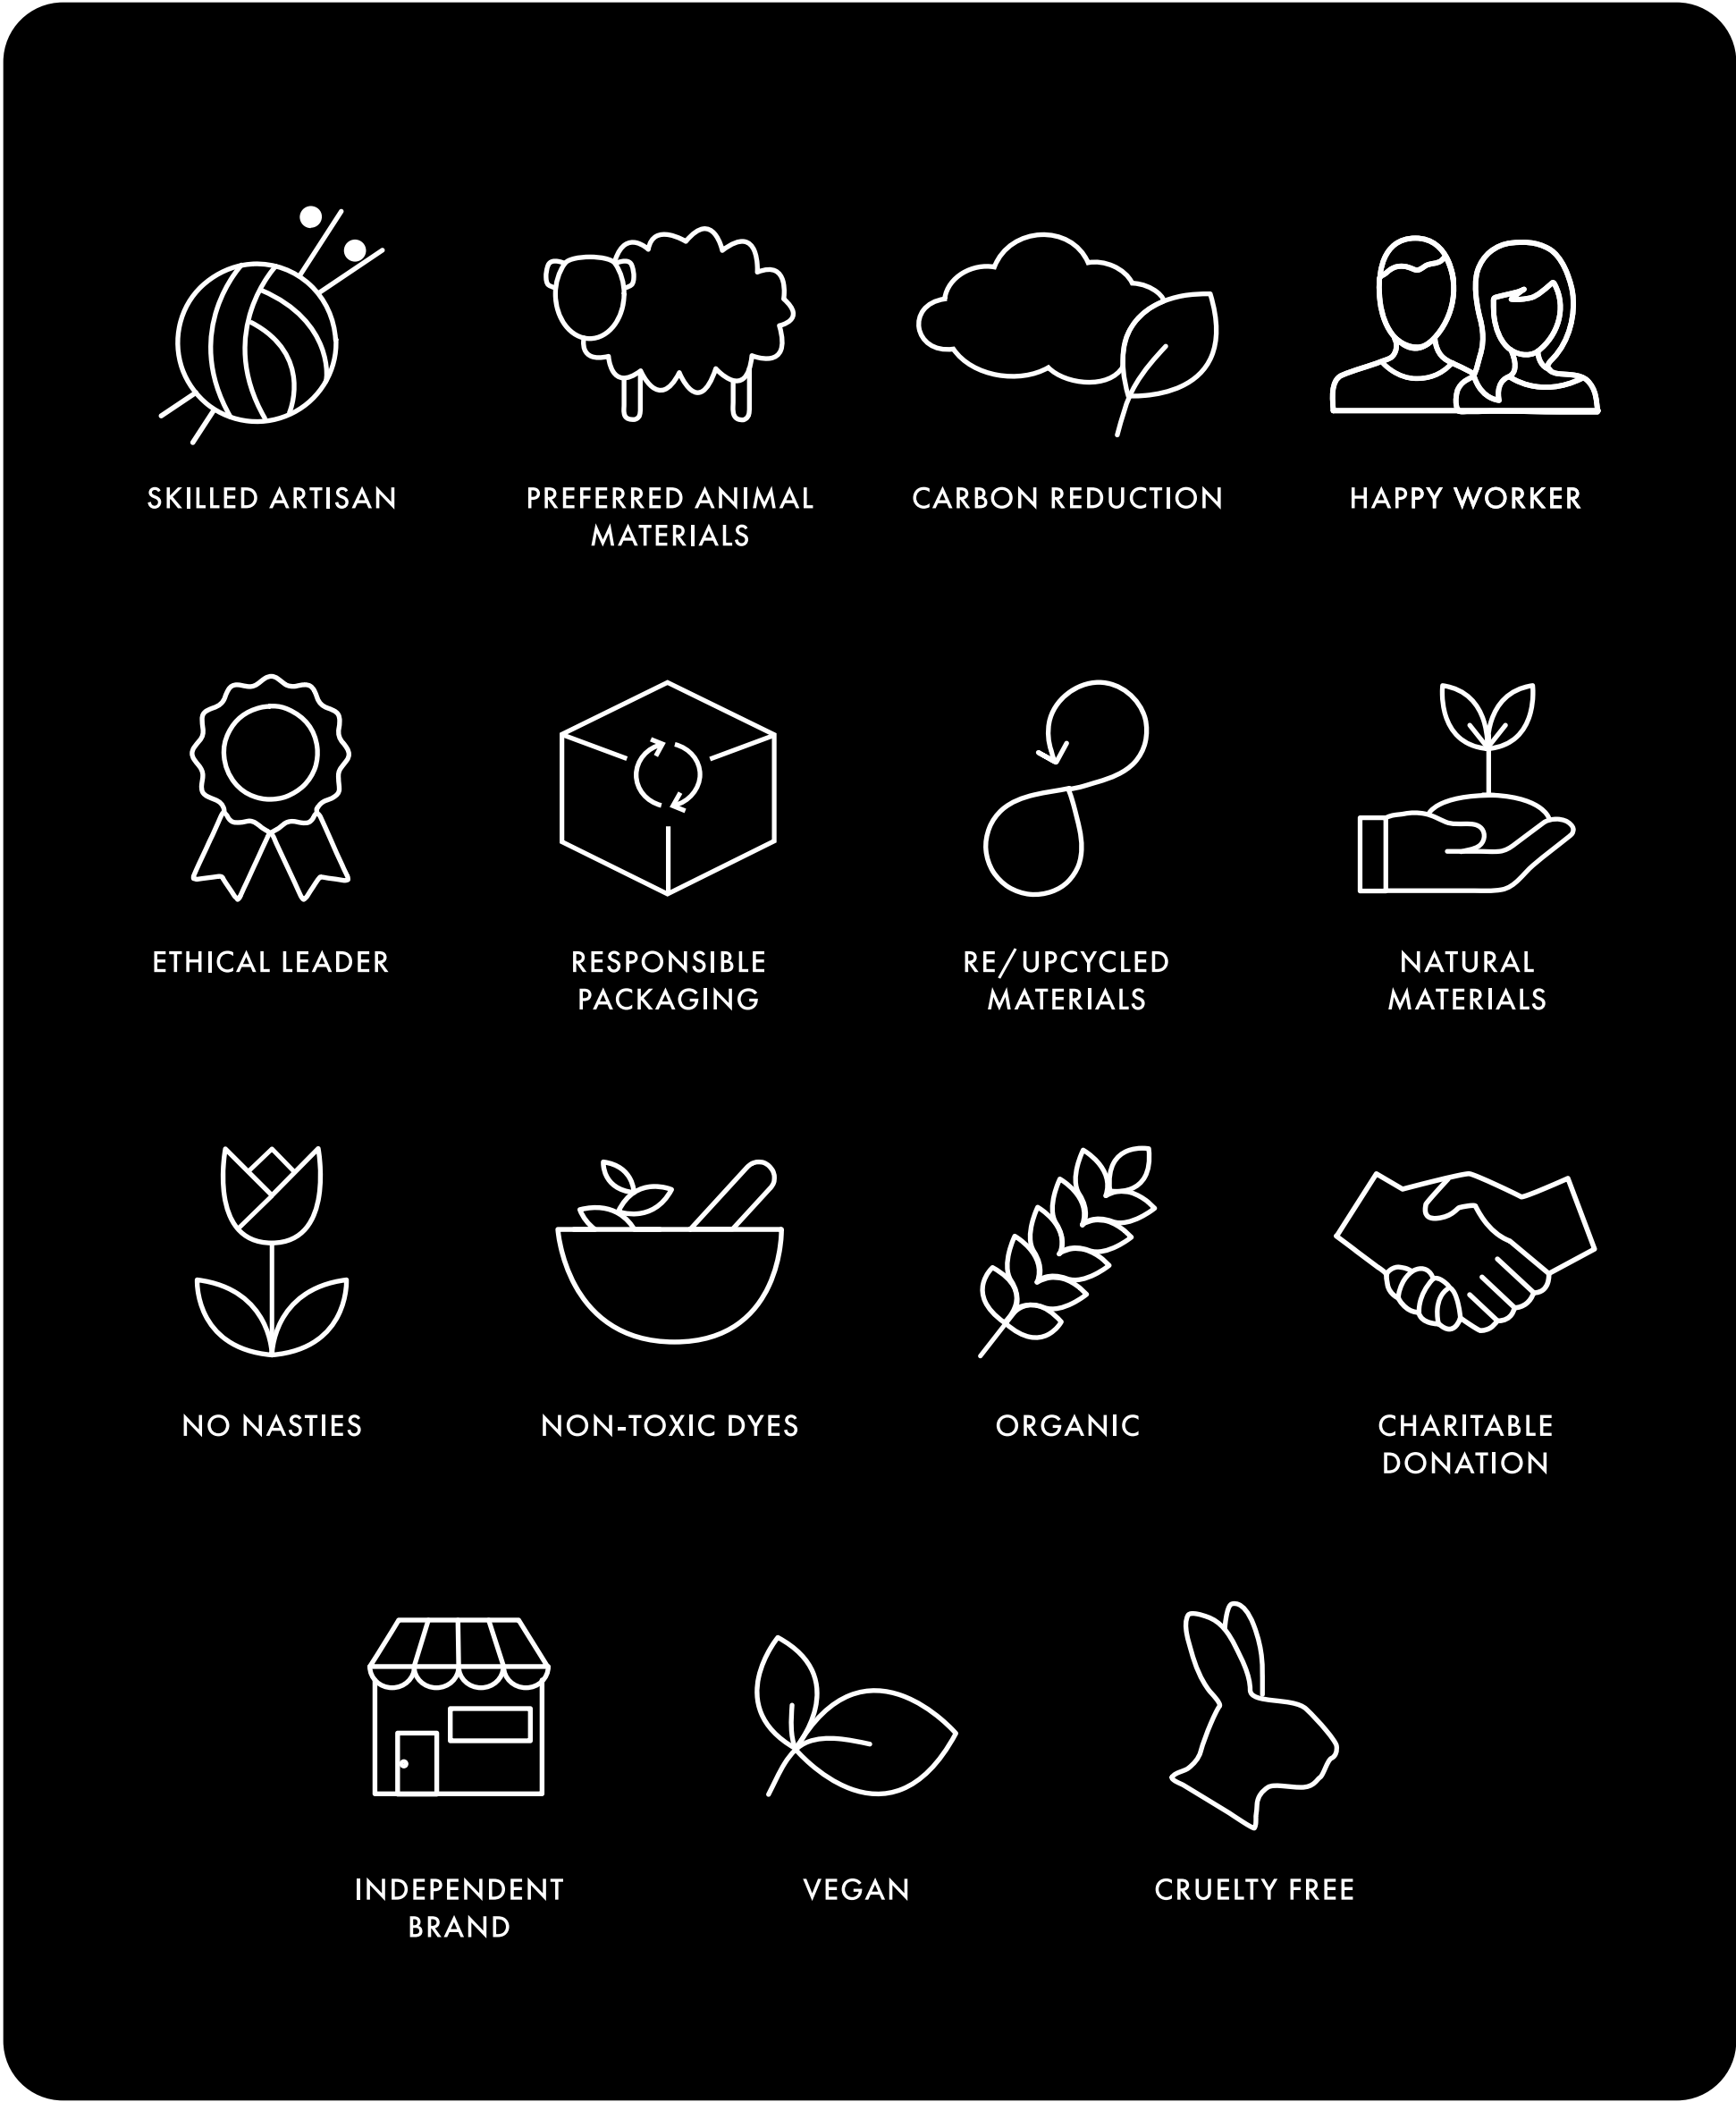 SKILLED ARTISAN
PREFERRED ANIMAL
MATERIALS
CARBON REDUCTION
HAPPY WORKER
ETHICAL LEADER
RESPONSIBLE
PACKAGING
RE/UPCYCLED
MATERIALS
NATURAL
MATERIALS
NO NASTIES
NON-TOXIC DYES
ORGANIC
CHARITABLE
DONATION
INDEPENDENT
BRAND
VEGAN
CRUELTY FREE